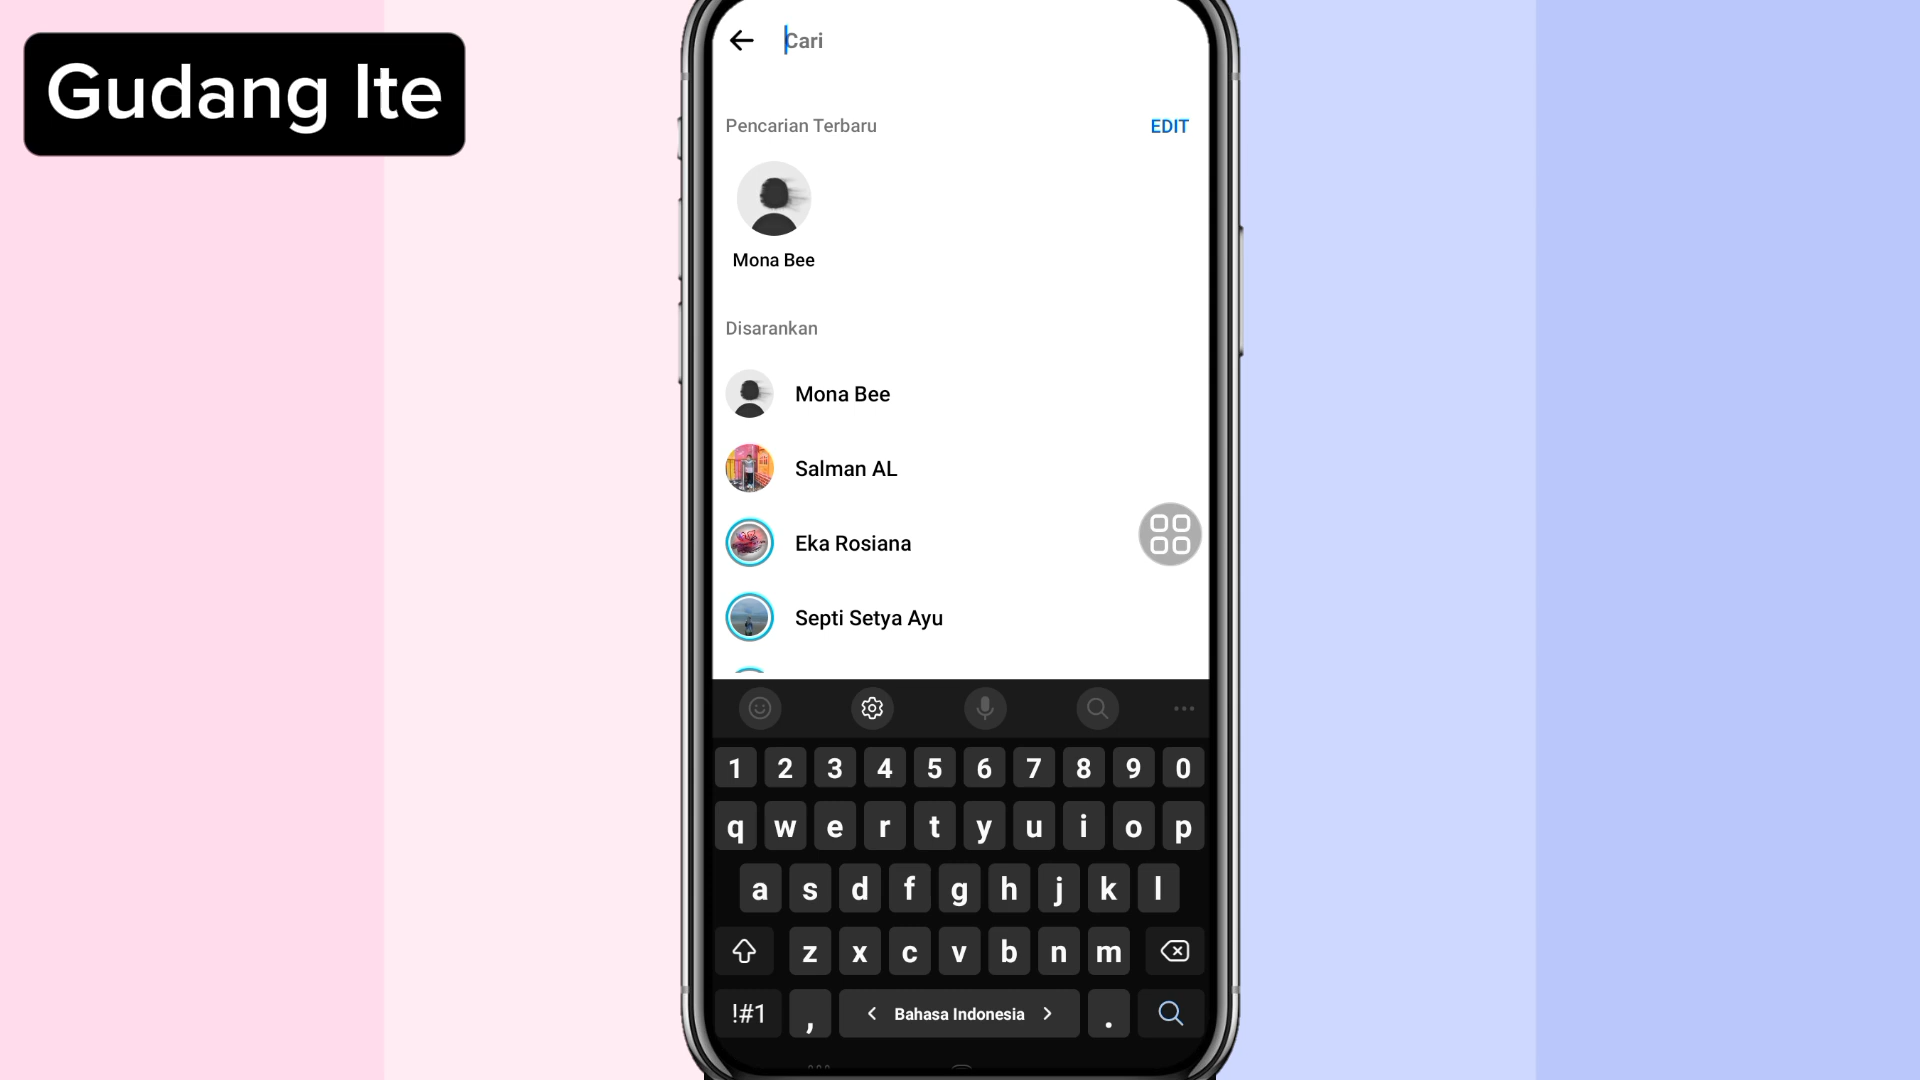 Gudang Ite
Cari
Pencarian Terbaru
EDIT
Mona Bee
Disarankan
Mona Bee
Salman AL
Eka Rosiana
Septi Setya Ayu
1 2 3 4 5 6 7 8 9 0
q w e r t y u i o p
a s d f g h j k l
z x c v b n m
!#1 , < Bahasa Indonesia > .